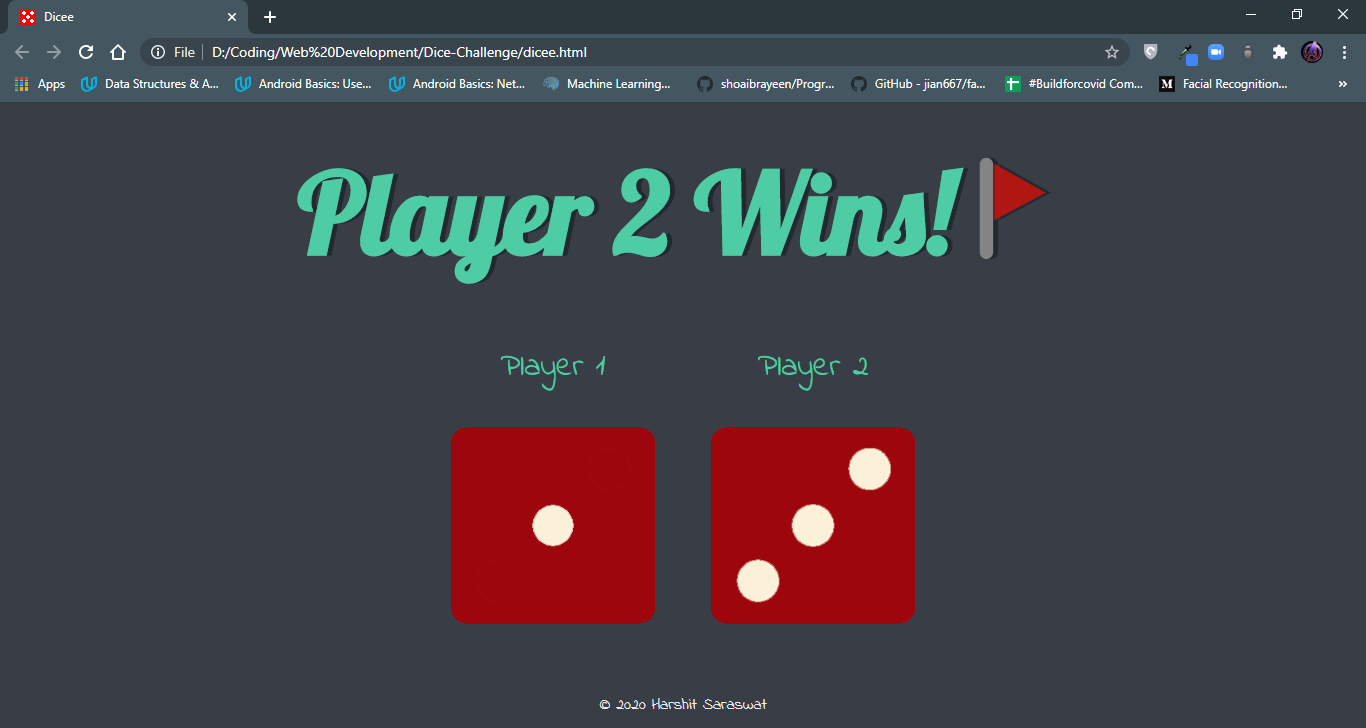 Dicee
File
D:/Coding/Web%20Development/Dice-Challenge/dicee.html
Apps
Data Structures & A...
Android Basics: Use...
Android Basics: Net...
Machine Learning...
shoaibrayeen/Progr...
GitHub - jian667/fa...
#Buildforcovid Com...
M
Facial Recognition...
»
Player 2 Wins!
Player 1
Player 2
© 2020 Harshit Saraswat